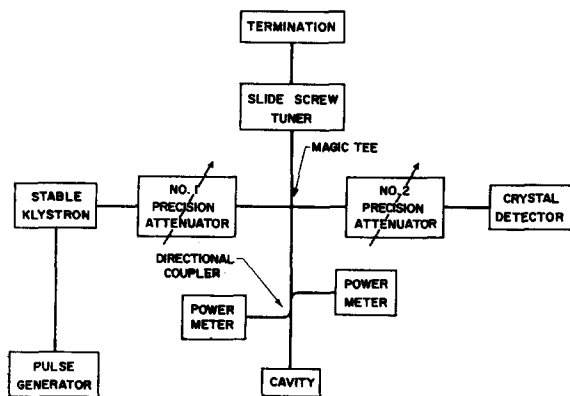 TERMINATION
SLIDE SCREW
TUNER
MAGIC TEE
STABLE
KLYSTRON
NO. 1
PRECISION
ATTENUATOR
NO. 2
PRECISION
ATTENUATOR
CRYSTAL
DETECTOR
DIRECTIONAL
COUPLER
POWER
METER
POWER
METER
PULSE
GENERATOR
CAVITY